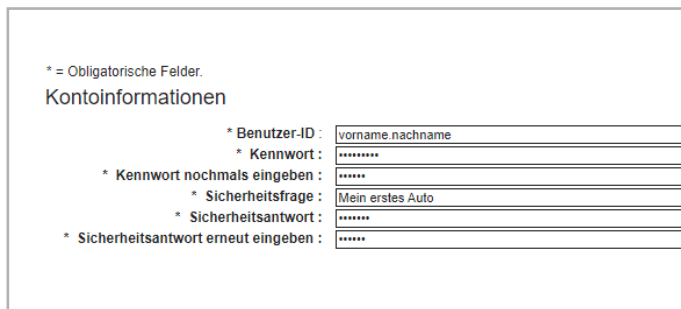 * = Obligatorische Felder.
Kontoinformationen
* Benutzer-ID : vorname.nachname
* Kennwort : •••••••••
* Kennwort nochmals eingeben : ••••••
* Sicherheitsfrage : Mein erstes Auto
* Sicherheitsantwort : •••••••
* Sicherheitsantwort erneut eingeben : ••••••